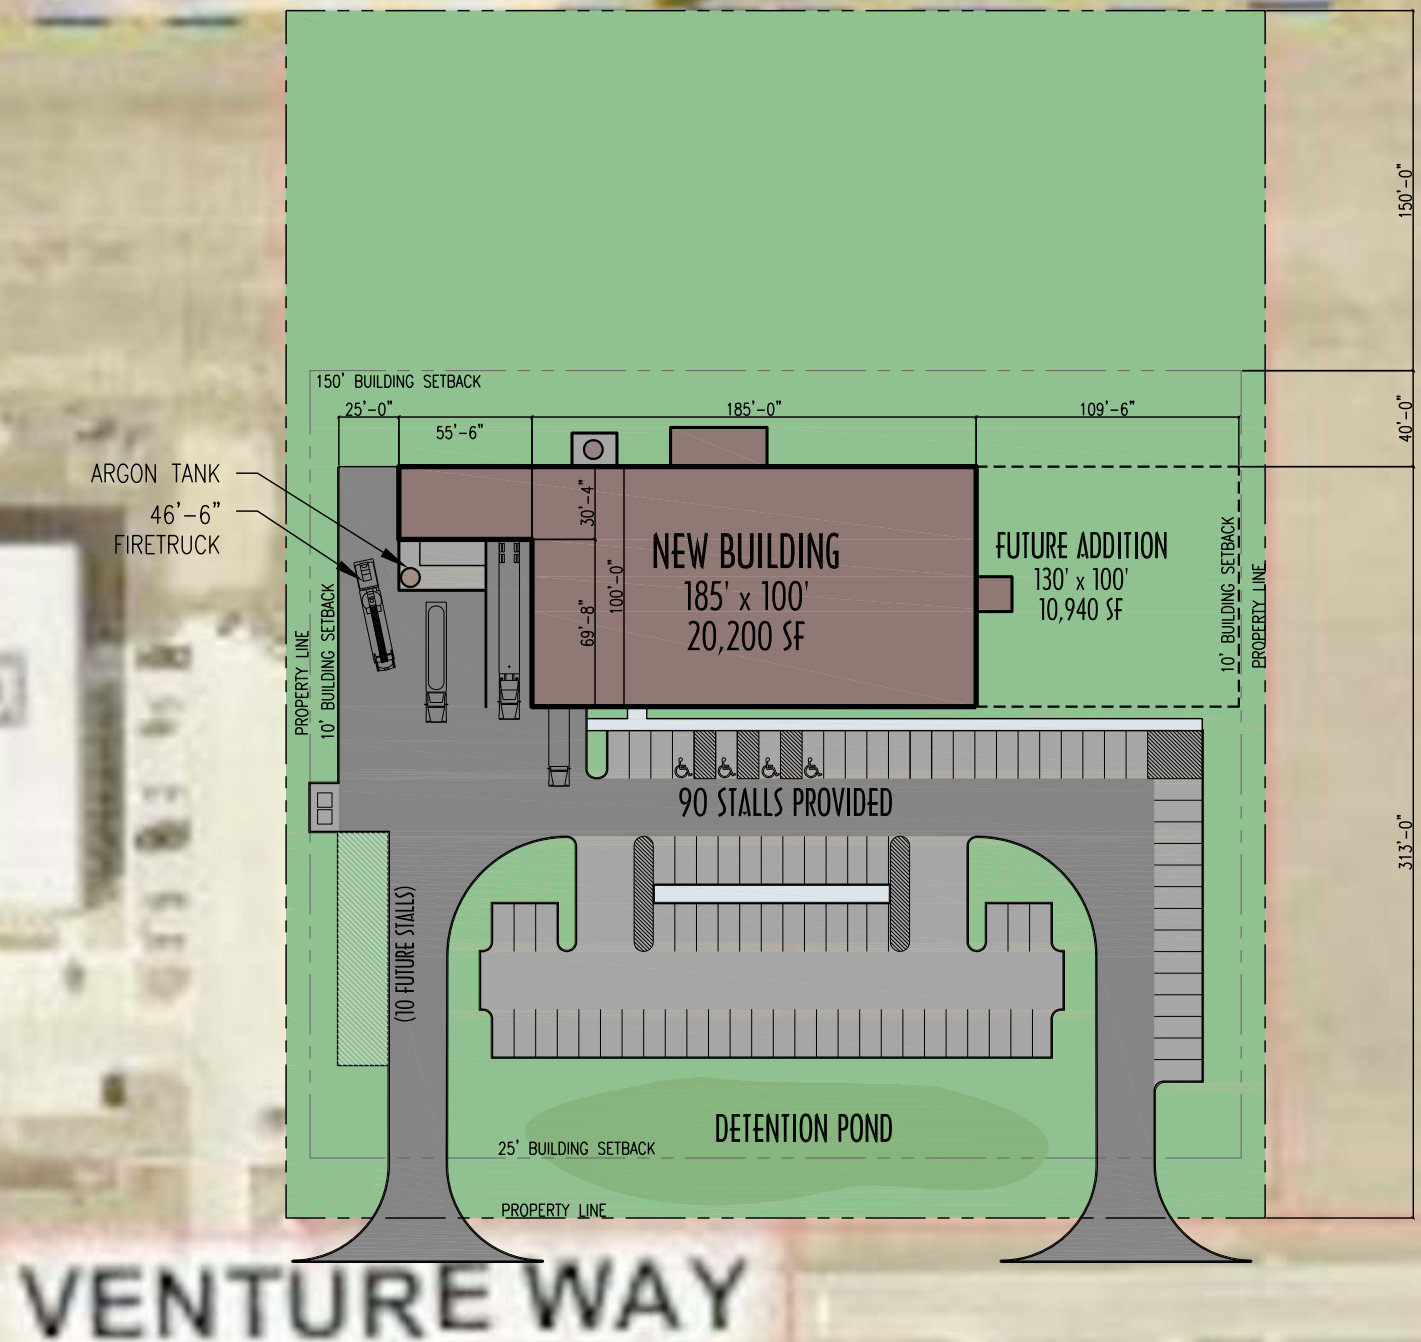 150'-0"
150' BUILDING SETBACK
25'-0"
185'-0"
109'-6"
40'-0"
55'-6"
ARGON TANK
46'-6"
FIRETRUCK
30'-4"
NEW BUILDING
185' x 100'
20,200 SF
100'-0"
69'-8"
FUTURE ADDITION
130' x 100'
10,940 SF
10' BUILDING SETBACK
PROPERTY LINE
PROPERTY LINE
10' BUILDING SETBACK
90 STALLS PROVIDED
313'-0"
(10 FUTURE STALLS)
DETENTION POND
25' BUILDING SETBACK
PROPERTY LINE
VENTURE WAY